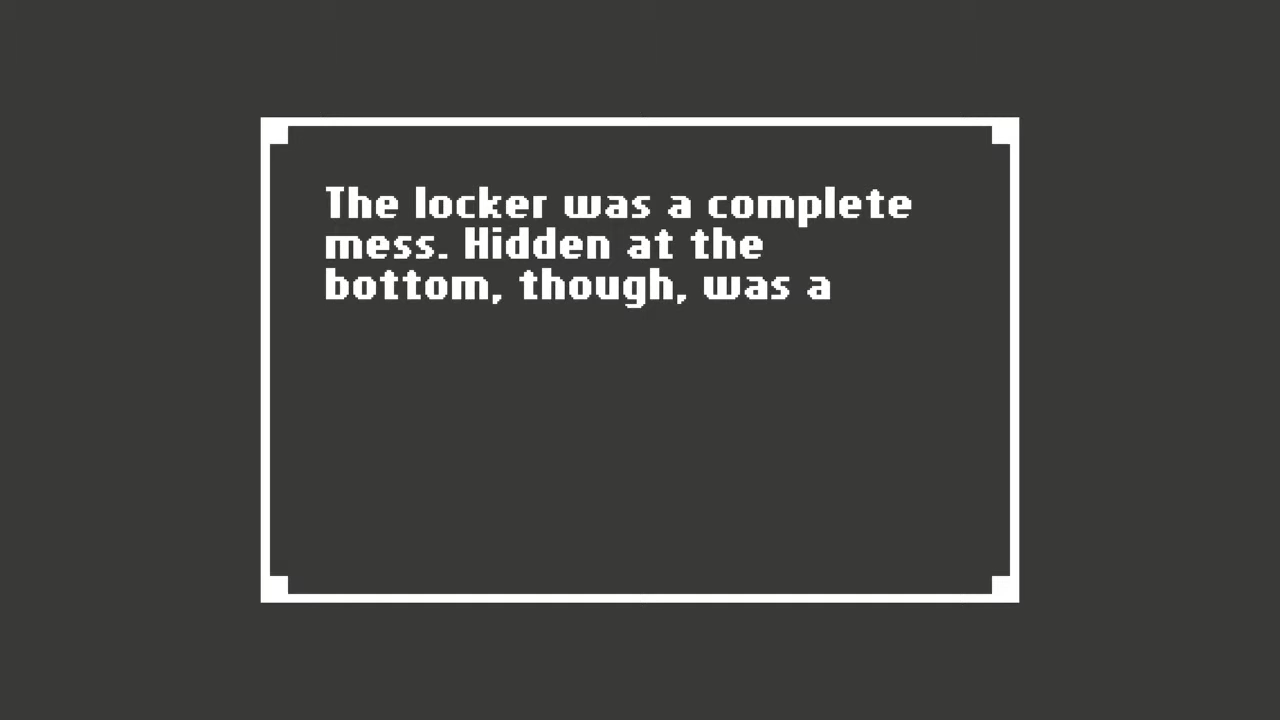 The locker was a complete
mess. Hidden at the
bottom, though, was a